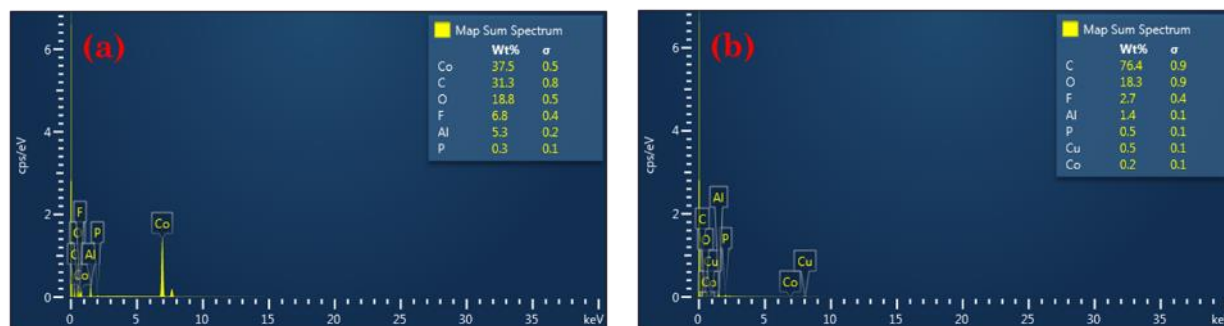 (a)
Map Sum Spectrum
Wt% σ
Co 37.5 0.5
C 31.3 0.8
O 18.8 0.5
F 6.8 0.4
Al 5.3 0.2
P 0.3 0.1
6
4
2
0
cps/eV
F
O
P
C
Al
Co
Co
0 5 10 15 20 25 30 35 keV
(b)
Map Sum Spectrum
Wt% σ
C 76.4 0.9
O 18.3 0.9
F 2.7 0.4
Al 1.4 0.1
P 0.5 0.1
Cu 0.5 0.1
Co 0.2 0.1
6
4
2
0
cps/eV
Al
C
O
P
Cu
Co
Co
Cu
0 5 10 15 20 25 30 35 keV